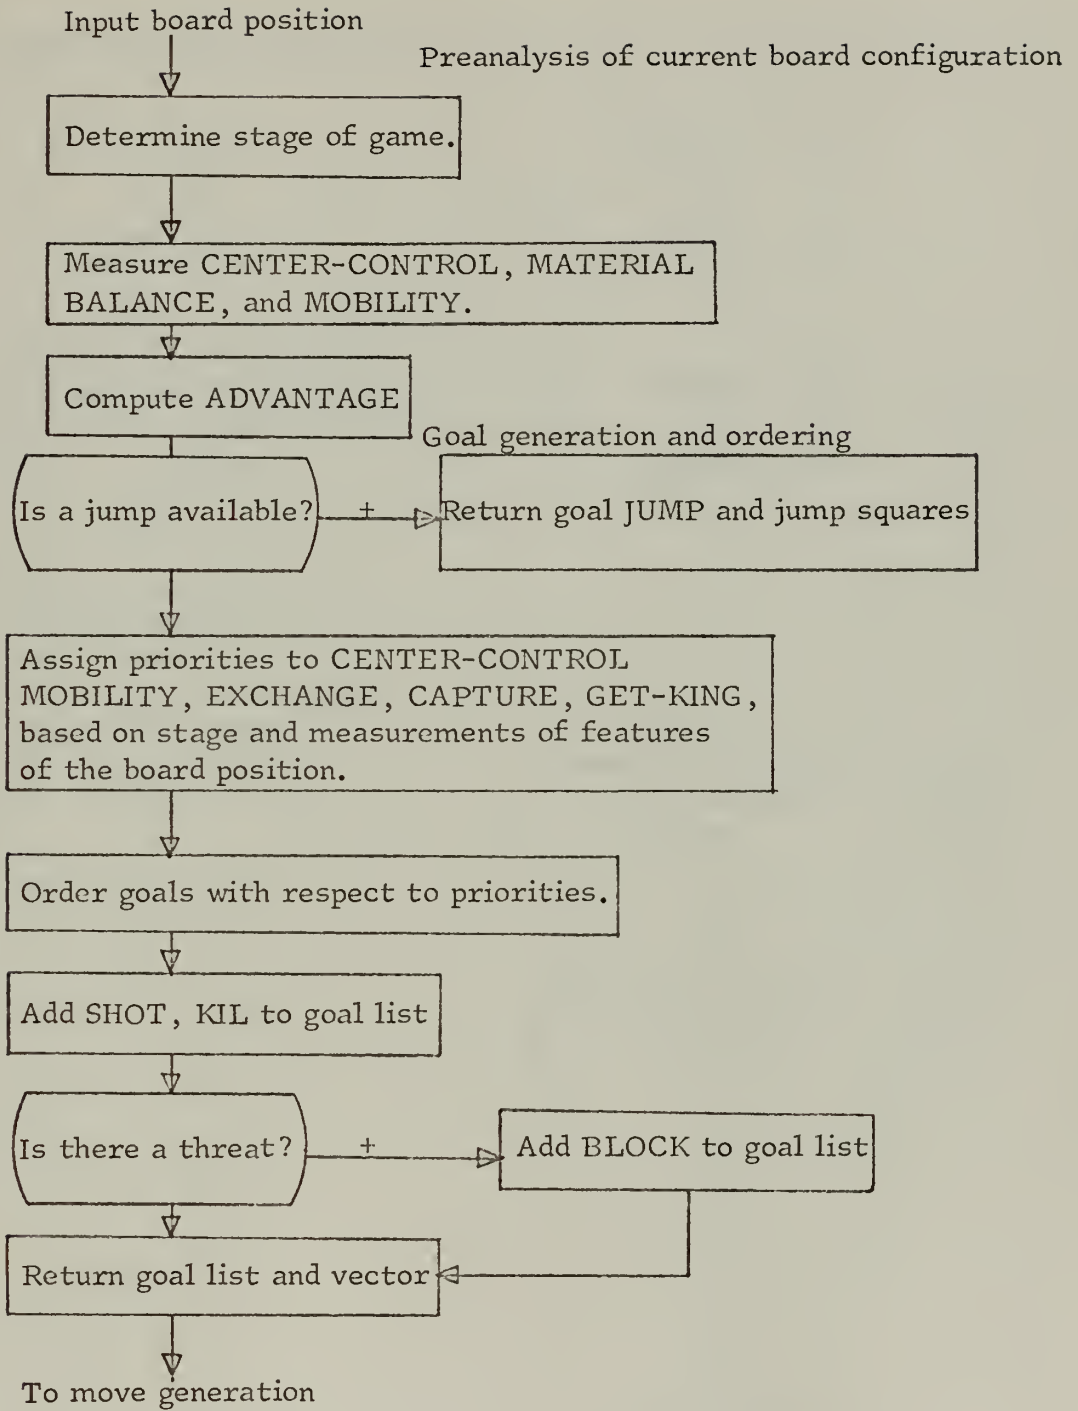 Input board position
Preanalysis of current board configuration
Determine stage of game.
Measure CENTER-CONTROL, MATERIAL
BALANCE, and MOBILITY.
Compute ADVANTAGE
Goal generation and ordering
Is a jump available?
+
Return goal JUMP and jump squares
Assign priorities to CENTER-CONTROL
MOBILITY, EXCHANGE, CAPTURE, GET-KING,
based on stage and measurements of features
of the board position.
Order goals with respect to priorities.
Add SHOT, KIL to goal list
Is there a threat?
+
Add BLOCK to goal list
Return goal list and vector
To move generation